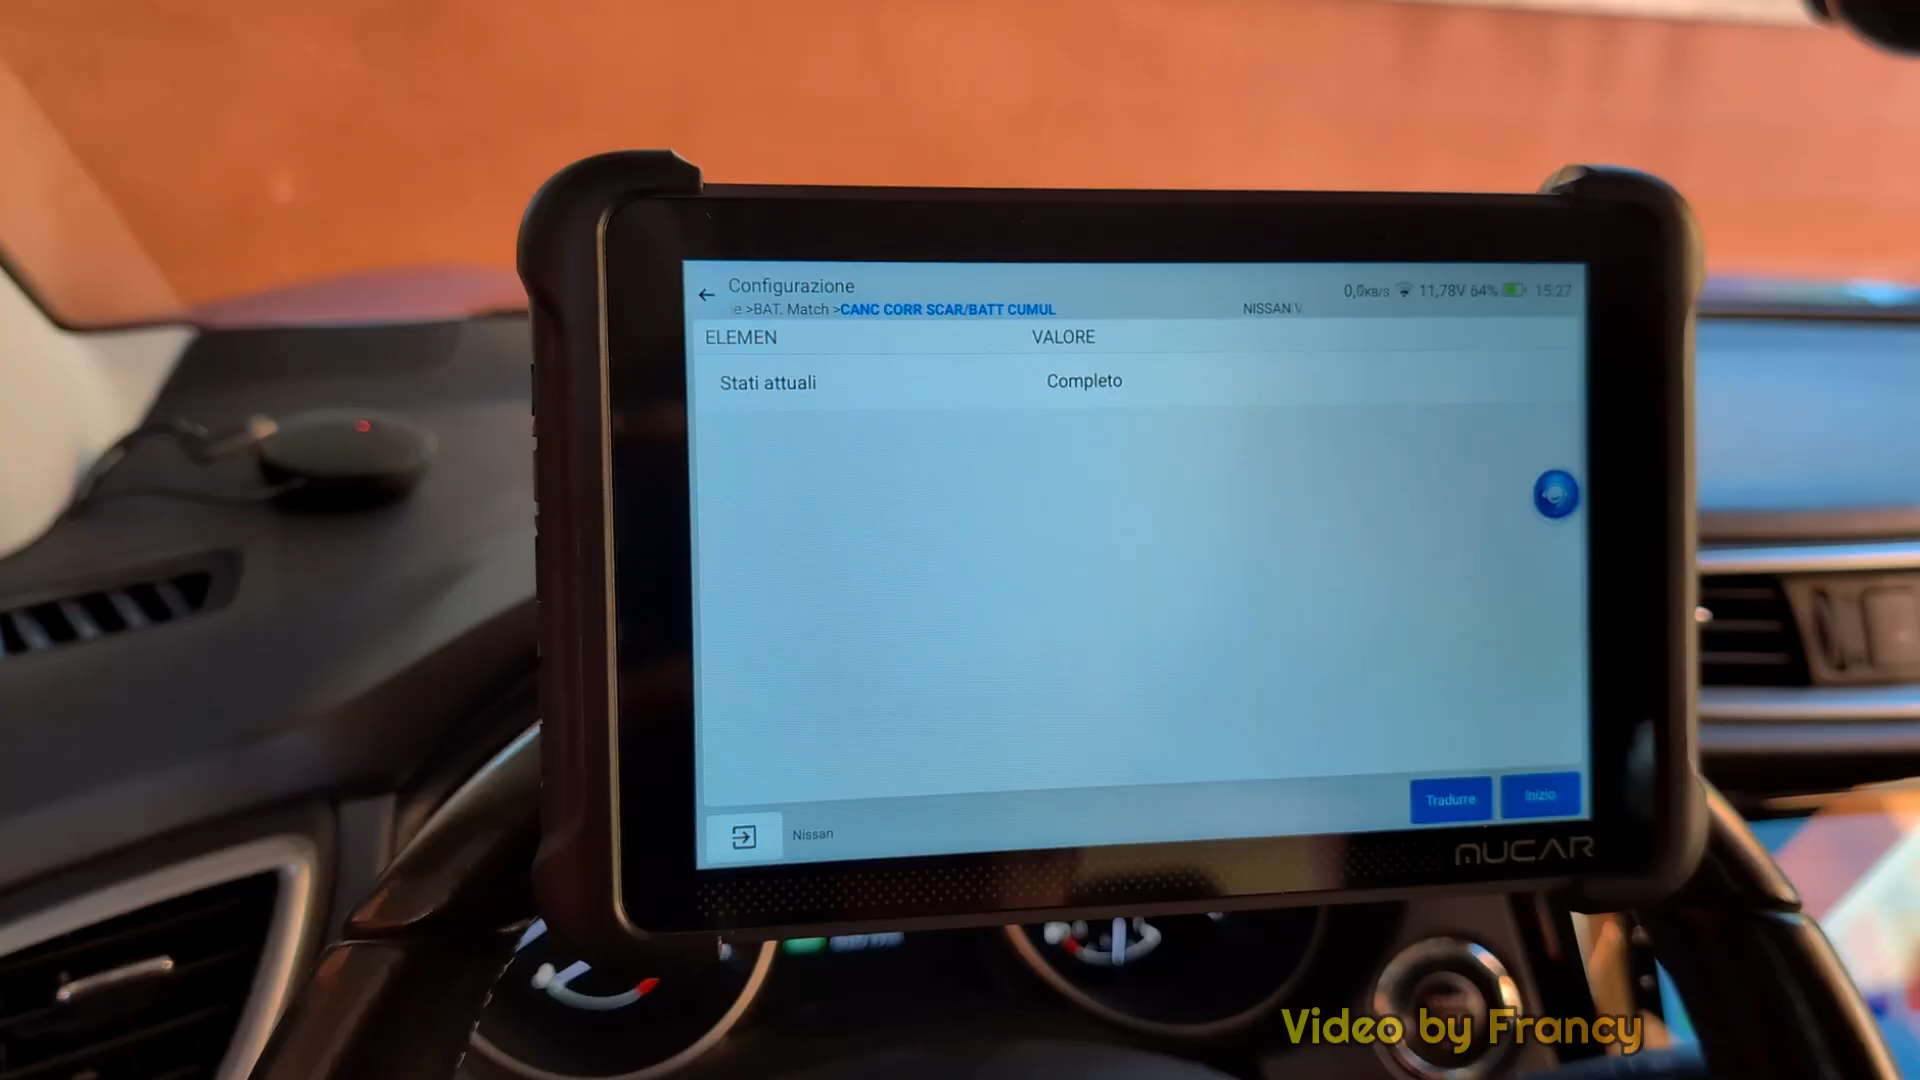 Configurazione
e >BAT. Match >CANC CORR SCAR/BATT CUMUL
NISSAN V
0,0KB/S 11,78V 64% 15:27
ELEMEN VALORE
Stati attuali Completo
Tradurre Inizio
Nissan
MUCAR
Video by Francy